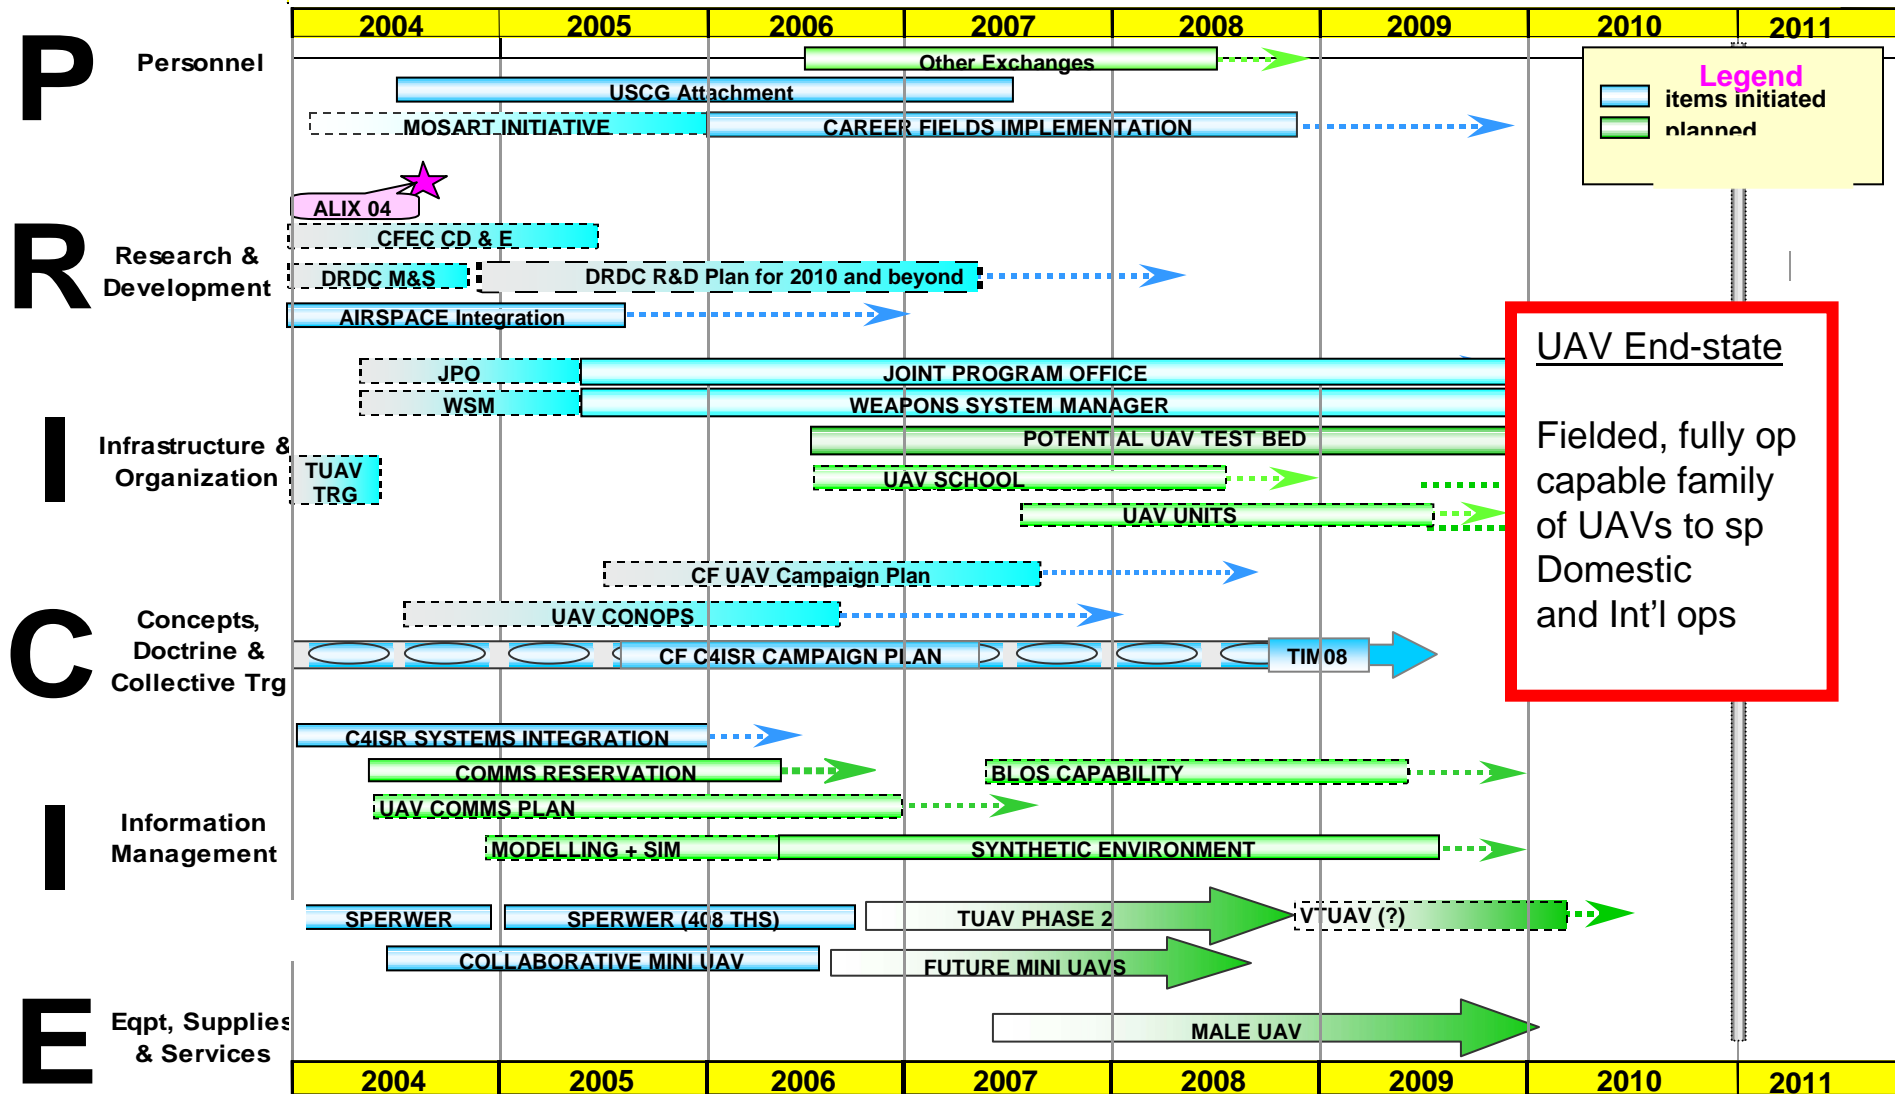 2004 2005 2006 2007 2008 2009 2010 2011
P
Personnel
Other Exchanges
USCG Attachment
MOSART INITIATIVE
CAREER FIELDS IMPLEMENTATION
Legend
items initiated
planned
R
Research &
Development
ALIX 04
CFEC CD & E
DRDC M&S
DRDC R&D Plan for 2010 and beyond
AIRSPACE Integration
I
Infrastructure &
Organization
JPO
JOINT PROGRAM OFFICE
WSM
WEAPONS SYSTEM MANAGER
POTENTIAL UAV TEST BED
TUAV
TRG
UAV SCHOOL
UAV UNITS
UAV End-state
Fielded, fully op
capable family
of UAVs to sp
Domestic
and Int'l ops
C
Concepts,
Doctrine &
Collective Trg
CF UAV Campaign Plan
UAV CONOPS
CF C4ISR CAMPAIGN PLAN
TIM08
I
Information
Management
C4ISR SYSTEMS INTEGRATION
COMMS RESERVATION
BLOS CAPABILITY
UAV COMMS PLAN
MODELLING + SIM
SYNTHETIC ENVIRONMENT
E
Eqpt, Supplies
& Services
SPERWER
SPERWER (408 THS)
TUAV PHASE 2
VTUAV (?)
COLLABORATIVE MINI UAV
FUTURE MINI UAVS
MALE UAV
2004 2005 2006 2007 2008 2009 2010 2011